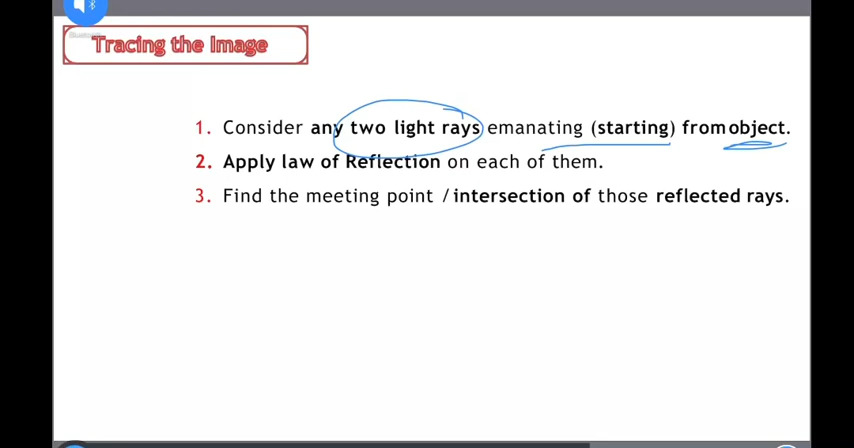 Tracing the Image
1. Consider any two light rays emanating (starting) from object.
2. Apply law of Reflection on each of them.
3. Find the meeting point / intersection of those reflected rays.